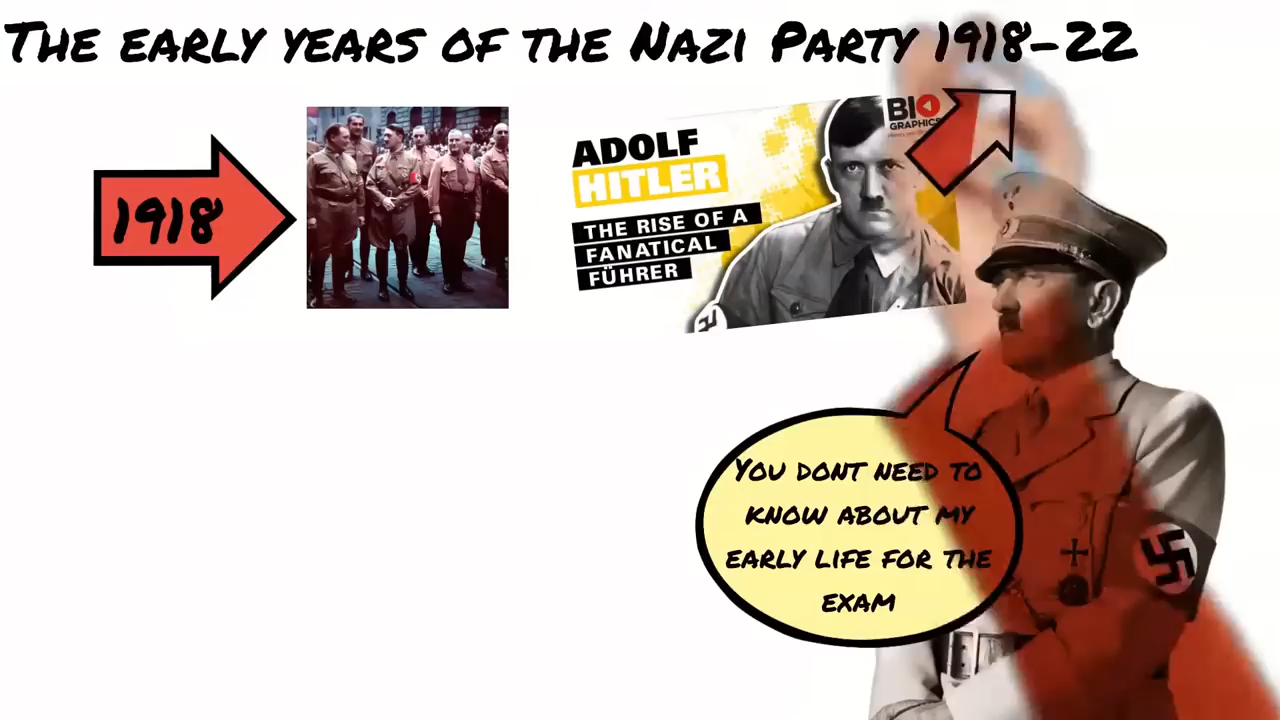 The early years of the Nazi Party 1918-22
1918
ADOLF
HITLER
THE RISE OF A
FANATICAL
FÜHRER
BIO
GRAPHICS
You dont need to
know about my
early life for the
exam